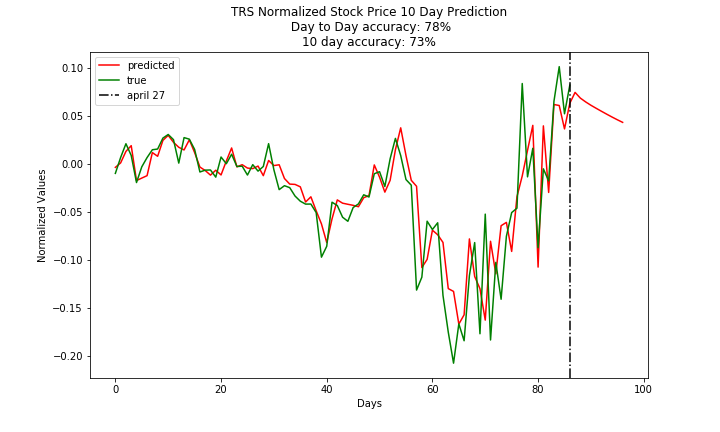 TRS Normalized Stock Price 10 Day Prediction
Day to Day accuracy: 78%
10 day accuracy: 73%
predicted
true
april 27
0.10
0.05
0.00
−0.05
−0.10
−0.15
−0.20
Normalized Values
0 20 40 60 80 100
Days